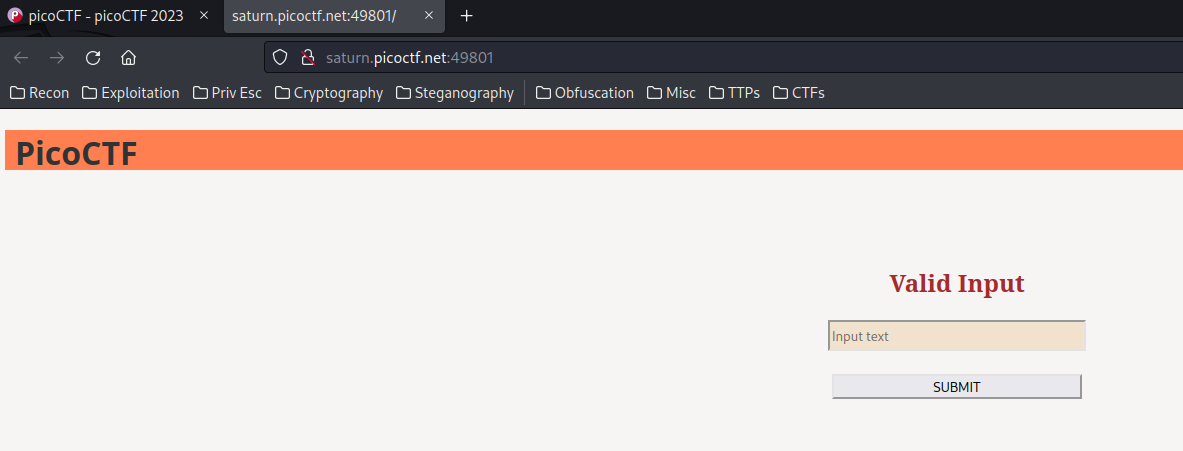 picoCTF - picoCTF 2023 saturn.picoctf.net:49801/
saturn.picoctf.net:49801
Recon Exploitation Priv Esc Cryptography Steganography Obfuscation Misc TTPs CTFs
PicoCTF
Valid Input
Input text
SUBMIT